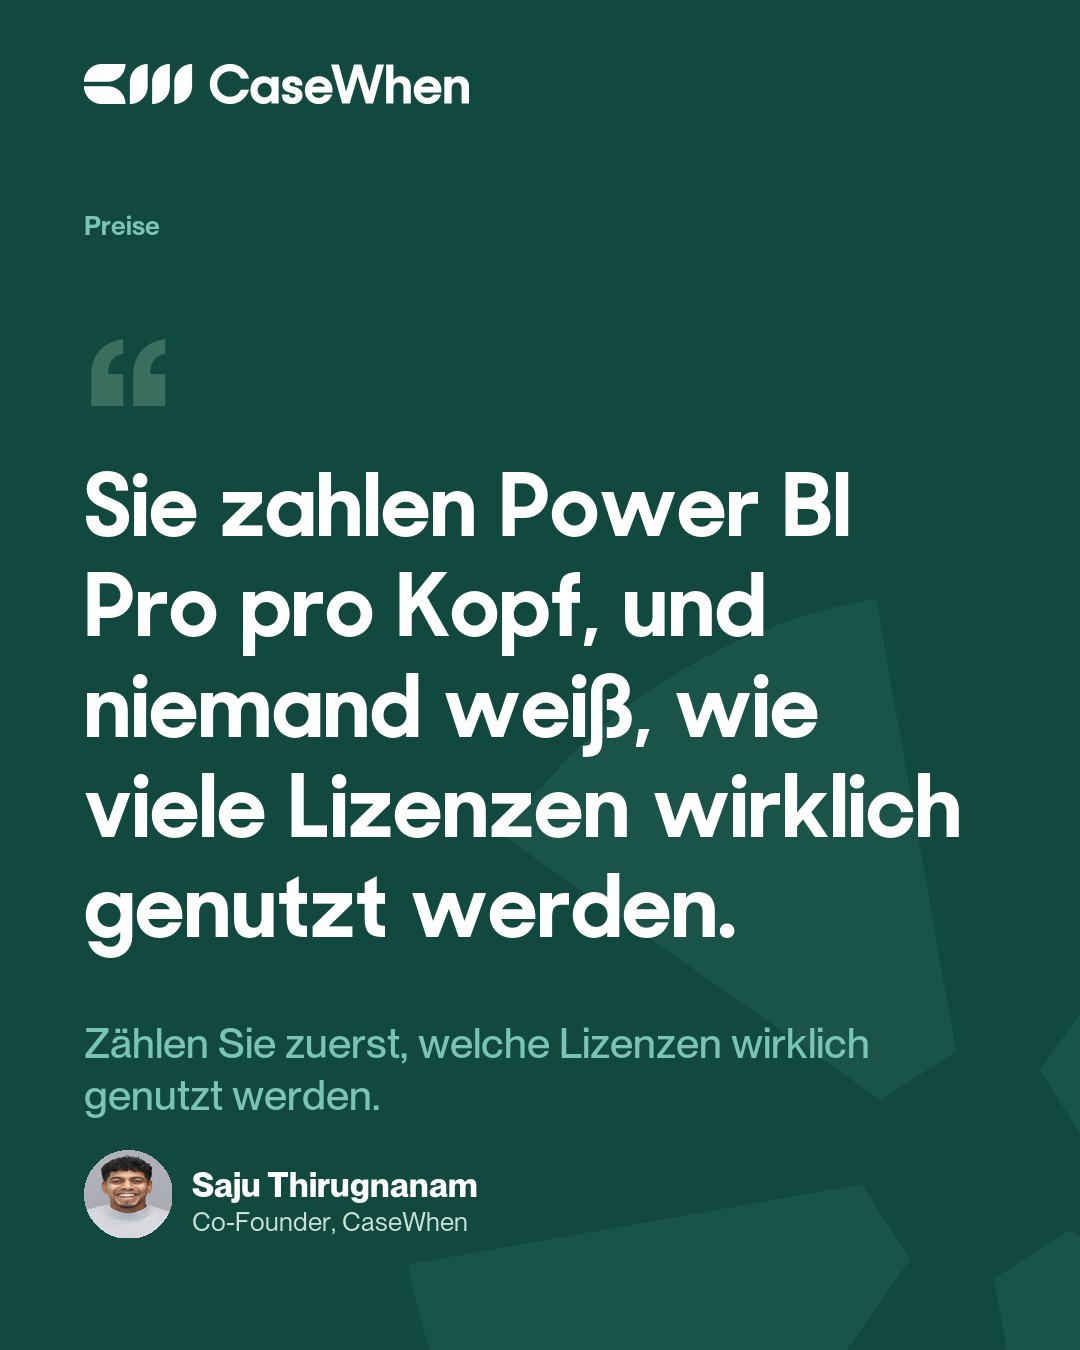 CaseWhen
Preise
“
Sie zahlen Power BI
Pro pro Kopf, und
niemand weiß, wie
viele Lizenzen wirklich
genutzt werden.
Zählen Sie zuerst, welche Lizenzen wirklich
genutzt werden.
Saju Thirugnanam
Co-Founder, CaseWhen